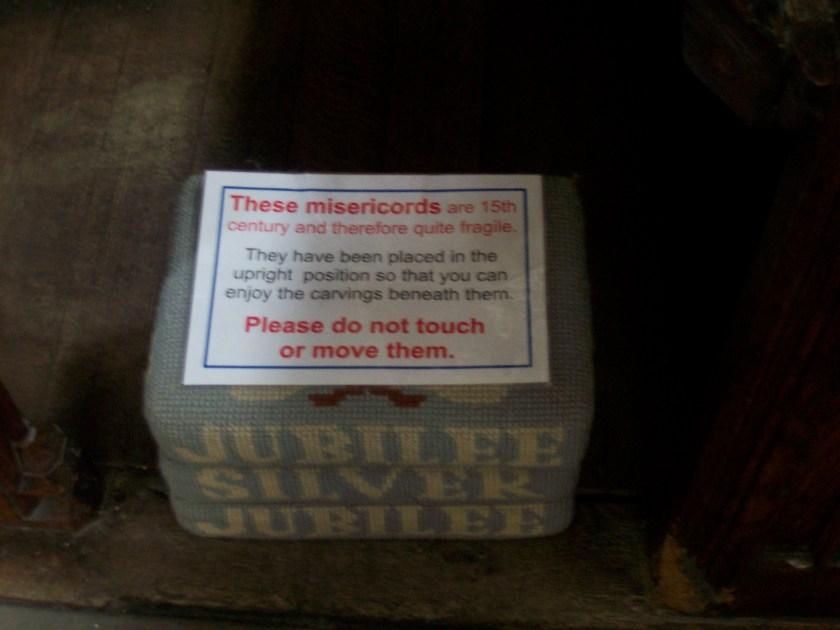 These misericords are 15th
century and therefore quite fragile.
They have been placed in the
upright position so that you can
enjoy the carvings beneath them.
Please do not touch
or move them.
JUBILEE
SILVER
JUBILEE